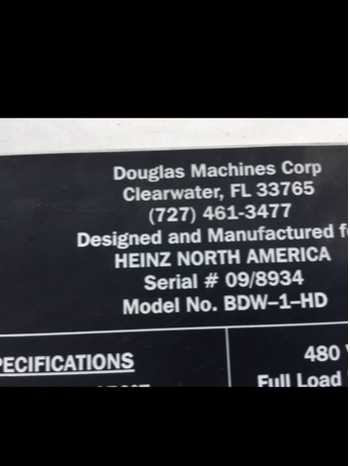 Douglas Machines Corp
Clearwater, FL 33765
(727) 461-3477
Designed and Manufactured f
HEINZ NORTH AMERICA
Serial # 09/8934
Model No. BDW–1–HD
PECIFICATIONS
480
Full Load